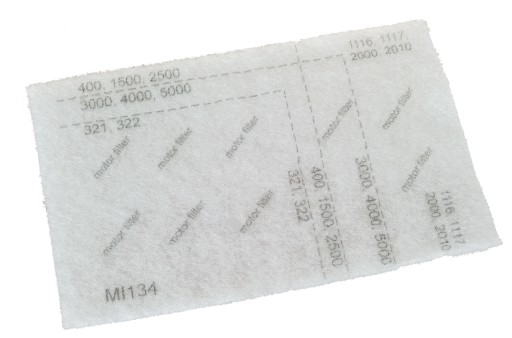 1116, 1117,
2000, 2010
400, 1500, 2500
3000, 4000, 5000
321, 322
motor filter
motor filter
motor filter
motor filter
motor filter
motor filter
motor filter
motor filter
321, 322
400, 1500, 2500
3000, 4000, 5000
1116, 1117
2000, 2010
motor filter
MI134